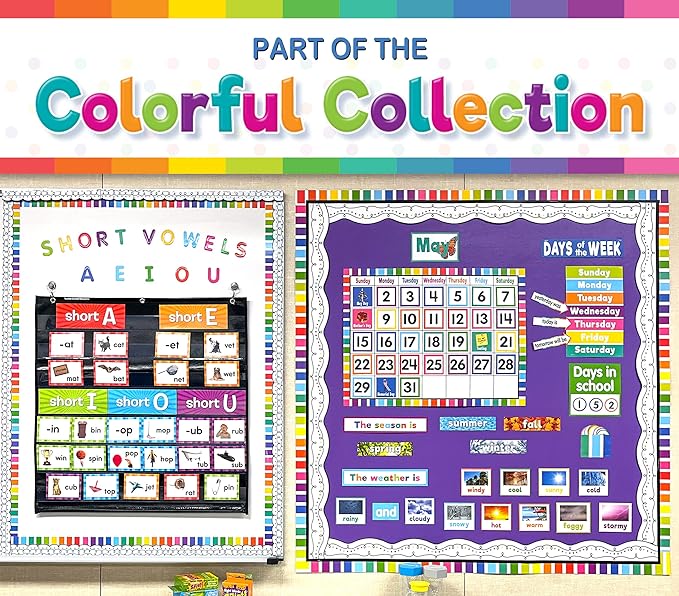 PART OF THE
Colorful Collection
SHORT VOWELS
A E I O U
short A
short E
-at
cat
-et
vet
mat
bat
net
wet
short I
short O
short U
-in
bin
-op
mop
-ub
rub
win
spin
pop
hop
tub
sub
cub
top
jet
rat
pin
May
Sunday Monday Tuesday Wednesday Thursday Friday Saturday
May Day 2 3 4 5 6 7
Mother's Day 9 10 11 12 13 14
15 16 17 18 19 21
22 23 24 25 26 27 28
29 Memorial Day 31
DAYS of the WEEK
Sunday
Monday
Tuesday
yesterday was Wednesday
today is Thursday
tomorrow will be Friday
Saturday
Days in
school
1 5 2
The season is
summer
fall
spring
winter
The weather is
windy
cool
sunny
cold
rainy
and
cloudy
snowy
hot
warm
foggy
stormy